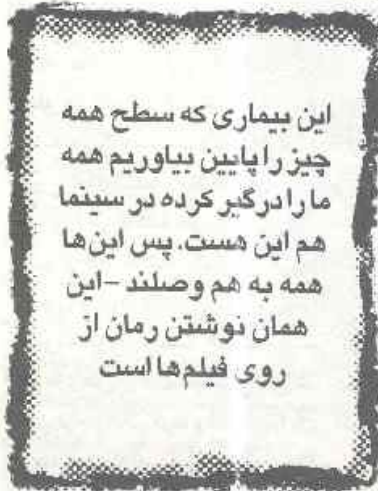 این بیماری که سطح همه
چیز را پایین بیاوریم همه
ما را درگیر کرده در سینما
هم این هست. پس این‌ها
همه به هم وصلند – این
همان نوشتن رمان از
روی فیلم‌ها است